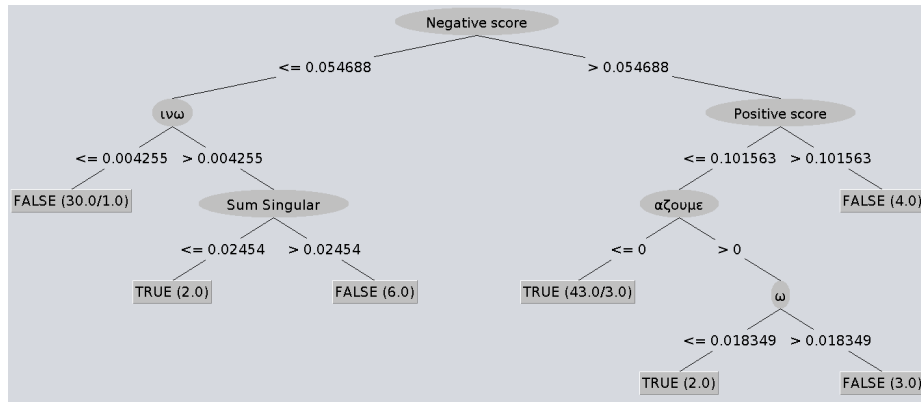 Negative score
<= 0.054688 > 0.054688
ινω Positive score
<= 0.004255 > 0.004255 <= 0.101563 > 0.101563
FALSE (30.0/1.0) Sum Singular αζουμε FALSE (4.0)
<= 0.02454 > 0.02454 <= 0 > 0
TRUE (2.0) FALSE (6.0) TRUE (43.0/3.0) ω
<= 0.018349 > 0.018349
TRUE (2.0) FALSE (3.0)